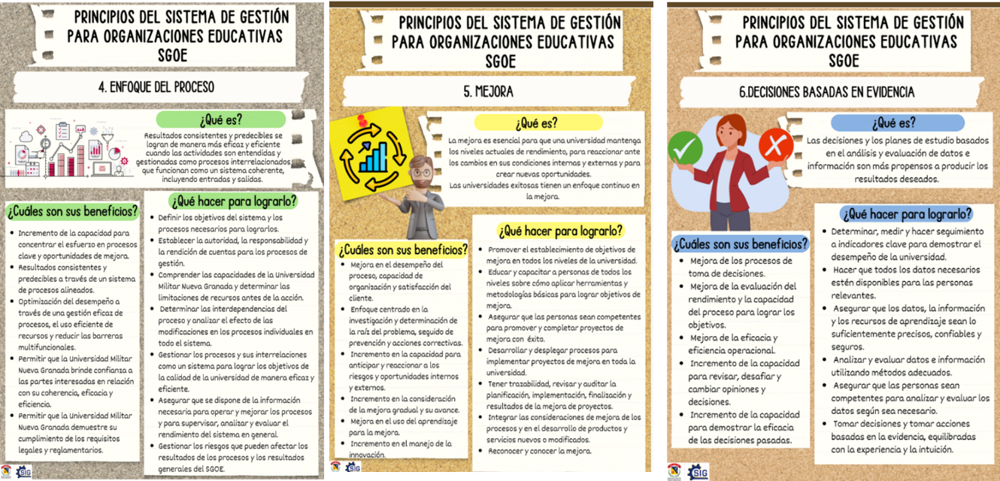 PRINCIPIOS DEL SISTEMA DE GESTIÓN
PARA ORGANIZACIONES EDUCATIVAS
SGOE
4. ENFOQUE DEL PROCESO
¿Qué es?
Resultados consistentes y predecibles se
logran de manera más eficaz y eficiente
cuando las actividades son entendidas y
gestionadas como procesos interrelacionados
que funcionan como un sistema coherente,
incluyendo entradas y salidas.
¿Cuáles son sus beneficios?
• Incremento de la capacidad para
concentrar el esfuerzo en procesos
clave y oportunidades de mejora.
• Resultados consistentes y
predecibles a través de un sistema
de procesos alineados.
• Optimización del desempeño a
través de una gestión eficaz de
procesos, el uso eficiente de
recursos y reducir las barreras
multifuncionales.
• Permitir que la Universidad Militar
Nueva Granada brinde confianza a
las partes interesadas en relación
con su coherencia, eficacia y
eficiencia.
• Permitir que la Universidad Militar
Nueva Granada demuestre su
cumplimiento de los requisitos
legales y reglamentarios.
¿Qué hacer para lograrlo?
• Definir los objetivos del sistema y los
procesos necesarios para lograrlos.
• Establecer la autoridad, la responsabilidad y
la rendición de cuentas para los procesos de
gestión.
• Comprender las capacidades de la Universidad
Militar Nueva Granada y determinar las
limitaciones de recursos antes de la acción.
• Determinar las interdependencias del
proceso y analizar el efecto de las
modificaciones en los procesos individuales en
todo el sistema.
• Gestionar los procesos y sus interrelaciones
como un sistema para lograr los objetivos de
la calidad de la universidad de manera eficaz y
eficiente.
• Asegurar que se dispone de la información
necesaria para operar y mejorar los procesos
y para supervisar, analizar y evaluar el
rendimiento del sistema en general.
• Gestionar los riesgos que pueden afectar los
resultados de los procesos y los resultados
generales del SGOE.
SIG
PRINCIPIOS DEL SISTEMA DE GESTIÓN
PARA ORGANIZACIONES EDUCATIVAS
SGOE
5. MEJORA
¿Qué es?
La mejora es esencial para que una universidad mantenga
los niveles actuales de rendimiento, para reaccionar ante
los cambios en sus condiciones internas y externas y para
crear nuevas oportunidades.
Las universidades exitosas tienen un enfoque continuo en
la mejora.
¿Cuáles son sus beneficios?
• Mejora en el desempeño del
proceso, capacidad de
organización y satisfacción del
cliente.
• Enfoque centrado en la
investigación y determinación de
la raíz del problema, seguido de
prevención y acciones correctivas.
• Incremento en la capacidad para
anticipar y reaccionar a los
riesgos y oportunidades internos
y externos.
• Incremento en la consideración
de la mejora gradual y su avance.
• Mejora en el uso del aprendizaje
para la mejora.
• Incremento en el manejo de la
innovación.
¿Qué hacer para lograrlo?
• Promover el establecimiento de objetivos de
mejora en todos los niveles de la universidad.
• Educar y capacitar a personas de todos los
niveles sobre cómo aplicar herramientas y
metodologías básicas para lograr objetivos de
mejora.
• Asegurar que las personas sean competentes
para promover y completar proyectos de
mejora con éxito.
• Desarrollar y desplegar procesos para
implementar proyectos de mejora en toda la
universidad.
• Tener trazabilidad, revisar y auditar la
planificación, implementación, finalización y
resultados de la mejora de proyectos.
• Integrar las consideraciones de mejora de los
procesos y en el desarrollo de productos y
servicios nuevos o modificados.
• Reconocer y conocer la mejora.
SIG
PRINCIPIOS DEL SISTEMA DE GESTIÓN
PARA ORGANIZACIONES EDUCATIVAS
SGOE
6.DECISIONES BASADAS EN EVIDENCIA
¿Qué es?
Las decisiones y los planes de estudio basados
en el análisis y evaluación de datos e
información son más propensos a producir los
resultados deseados.
¿Cuáles son sus beneficios?
• Mejora de los procesos de
toma de decisiones.
• Mejora de la evaluación del
rendimiento y la capacidad
del proceso para lograr los
objetivos.
• Mejora de la eficacia y
eficiencia operacional.
• Incremento de la capacidad
para revisar, desafiar y
cambiar opiniones y
decisiones.
• Incremento de la capacidad
para demostrar la eficacia
de las decisiones pasadas.
¿Qué hacer para lograrlo?
• Determinar, medir y hacer seguimiento
a indicadores clave para demostrar el
desempeño de la universidad.
• Hacer que todos los datos necesarios
estén disponibles para las personas
relevantes.
• Asegurar que los datos, la información
y los recursos de aprendizaje sean lo
suficientemente precisos, confiables y
seguros.
• Analizar y evaluar datos e información
utilizando métodos adecuados.
• Asegurar que las personas sean
competentes para analizar y evaluar los
datos según sea necesario.
• Tomar decisiones y tomar acciones
basadas en la evidencia, equilibradas
con la experiencia y la intuición.
SIG